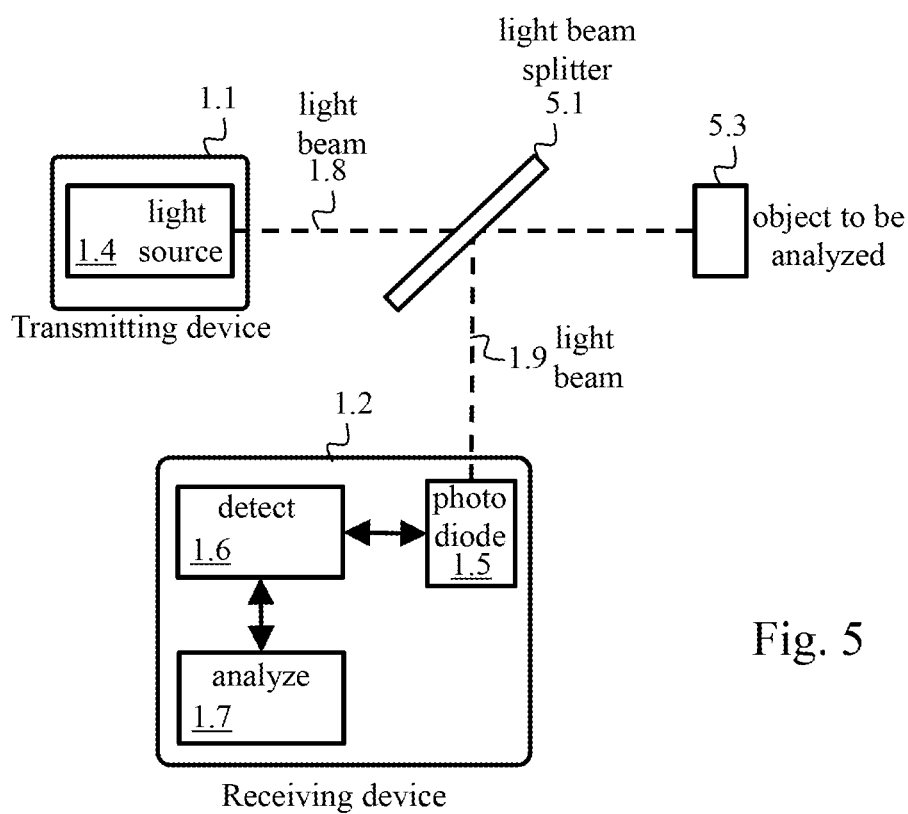 light beam
splitter
5.1
1.1
light
beam
1.8
5.3
light
1.4 source
object to be
analyzed
Transmitting device
1.9 light
beam
1.2
detect
1.6
photo
diode
1.5
analyze
1.7
Fig. 5
Receiving device